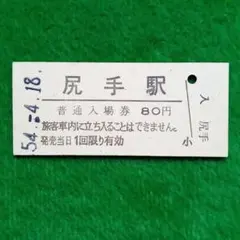 54.-4.18
尻手駅
普通入場券 80円
旅客車内に立ち入ることはできません。
発売当日1回限り有効
入
尻手